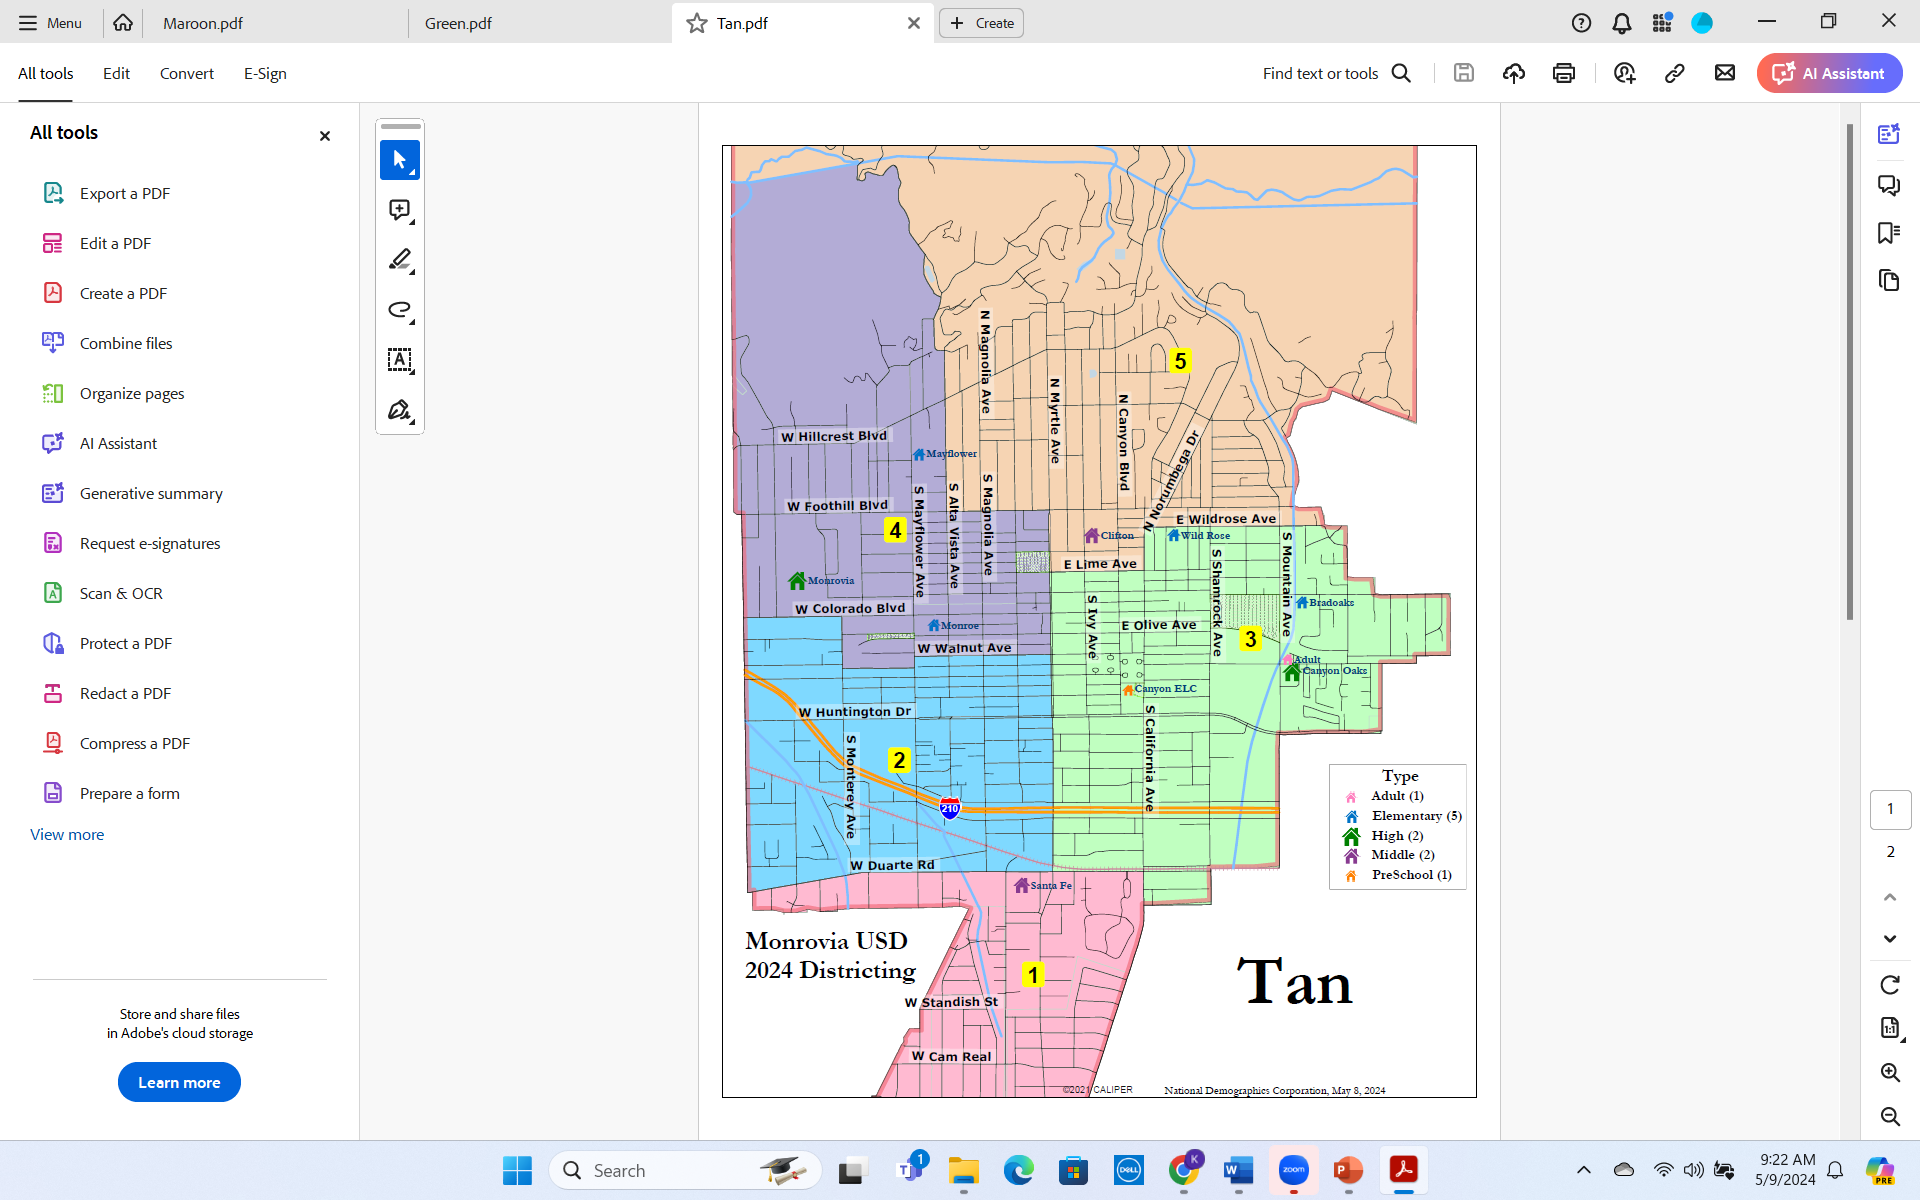 Menu
Maroon.pdf
Green.pdf
Tan.pdf
Create
All tools
Edit
Convert
E-Sign
Find text or tools
AI Assistant
All tools
Export a PDF
Edit a PDF
Create a PDF
Combine files
Organize pages
AI Assistant
Generative summary
Request e-signatures
Scan & OCR
Protect a PDF
Redact a PDF
Compress a PDF
Prepare a form
View more
Store and share files
in Adobe's cloud storage
Learn more
N Magnolia Ave
N Myrtle Ave
N Canyon Blvd
5
W Hillcrest Blvd
Mayflower
N Norumbega Dr
W Foothill Blvd
4
S Mayflower Ave
S Alta Vista Ave
S Magnolia Ave
E Wildrose Ave
Clifton
Wild Rose
E Lime Ave
S Shamrock Ave
S Mountain Ave
Monrovia
W Colorado Blvd
Bradoaks
S Ivy Ave
Monroe
E Olive Ave
3
W Walnut Ave
Adult
Canyon Oaks
Canyon ELC
W Huntington Dr
S California Ave
S Monterey Ave
2
210
W Duarte Rd
Santa Fe
Type
Adult (1)
Elementary (5)
High (2)
Middle (2)
PreSchool (1)
Monrovia USD
2024 Districting
1
Tan
W Standish St
W Cam Real
©2021 CALIPER
National Demographics Corporation, May 8, 2024
1
2
1:1
Search
1
DELL
K
W
zoom
P
9:22 AM
5/9/2024
PRE